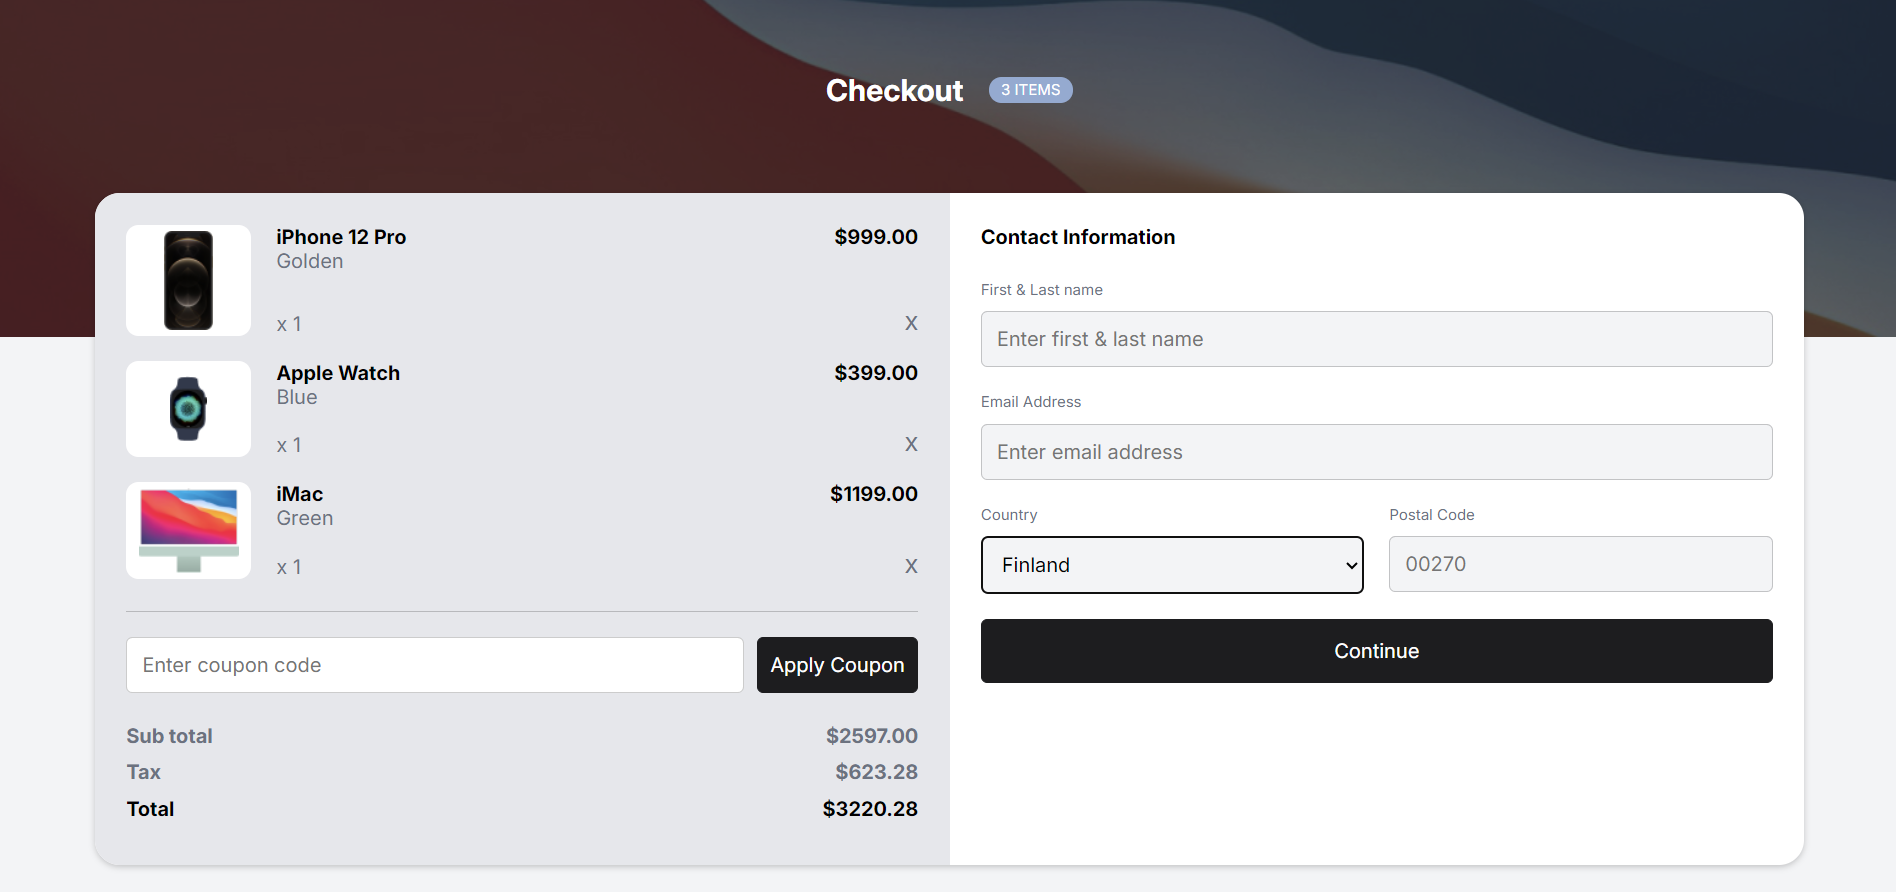 Checkout 3 ITEMS
iPhone 12 Pro $999.00
Golden
x 1 X
Apple Watch $399.00
Blue
x 1 X
iMac $1199.00
Green
x 1 X
Enter coupon code Apply Coupon
Sub total $2597.00
Tax $623.28
Total $3220.28
Contact Information
First & Last name
Enter first & last name
Email Address
Enter email address
Country Postal Code
Finland 00270
Continue